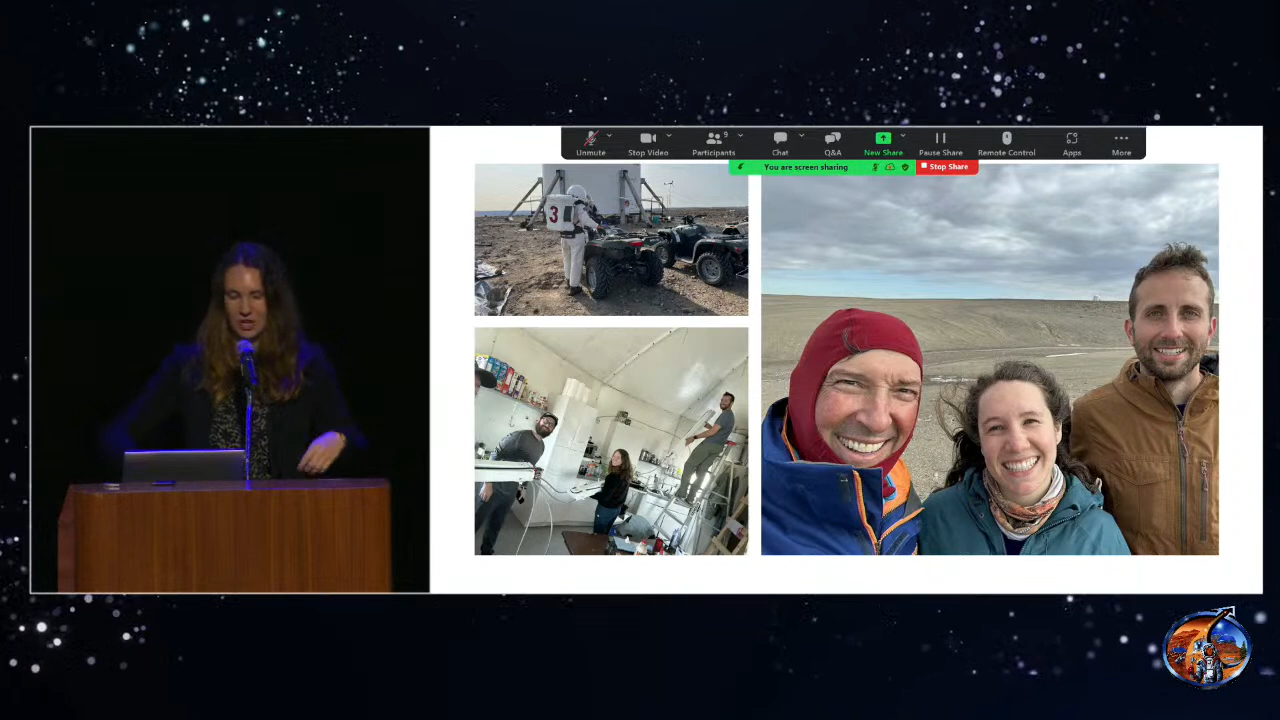 9
Unmute Stop Video Participants Chat Q&A New Share Pause Share Remote Control Apps More
You are screen sharing Stop Share
3